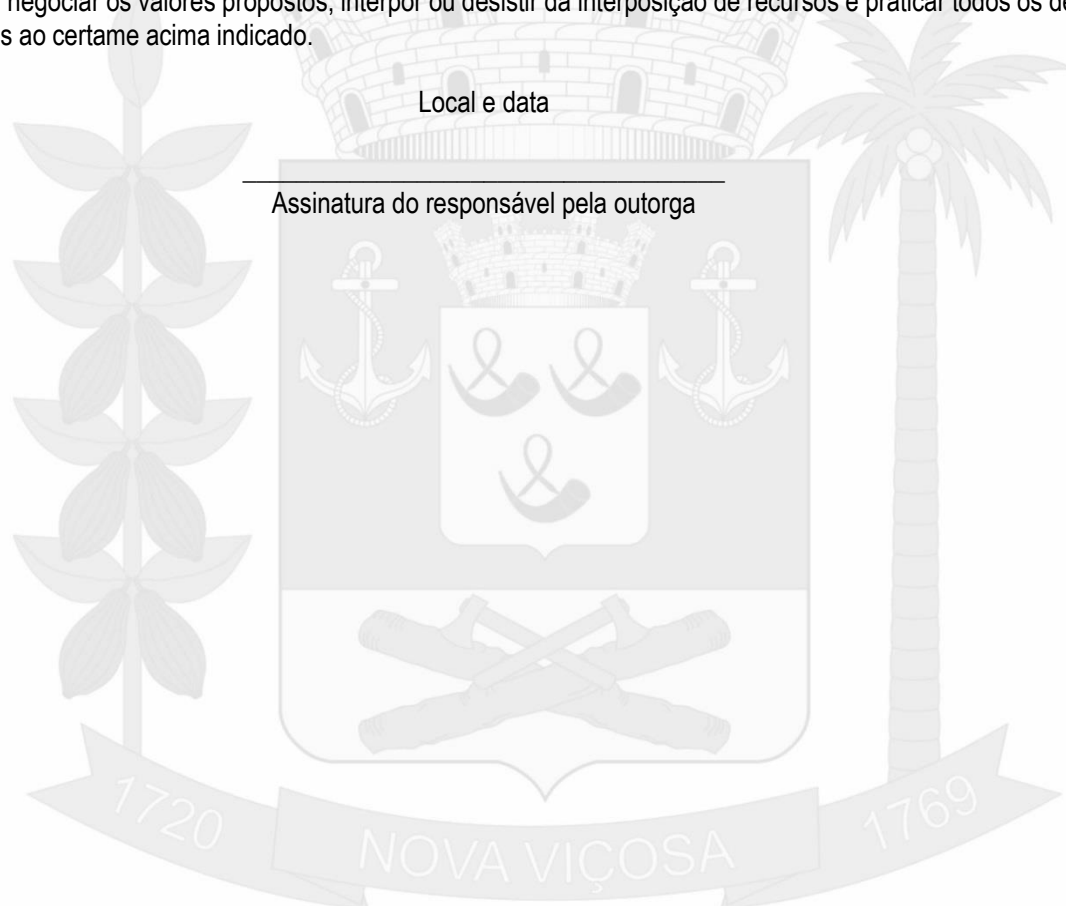 negociar os valores propostos, interpor ou desistir da interposição de recursos e praticar todos os
s ao certame acima indicado.
Local e data
Assinatura do responsável pela outorga
1720
NOVA VIÇOSA
1769